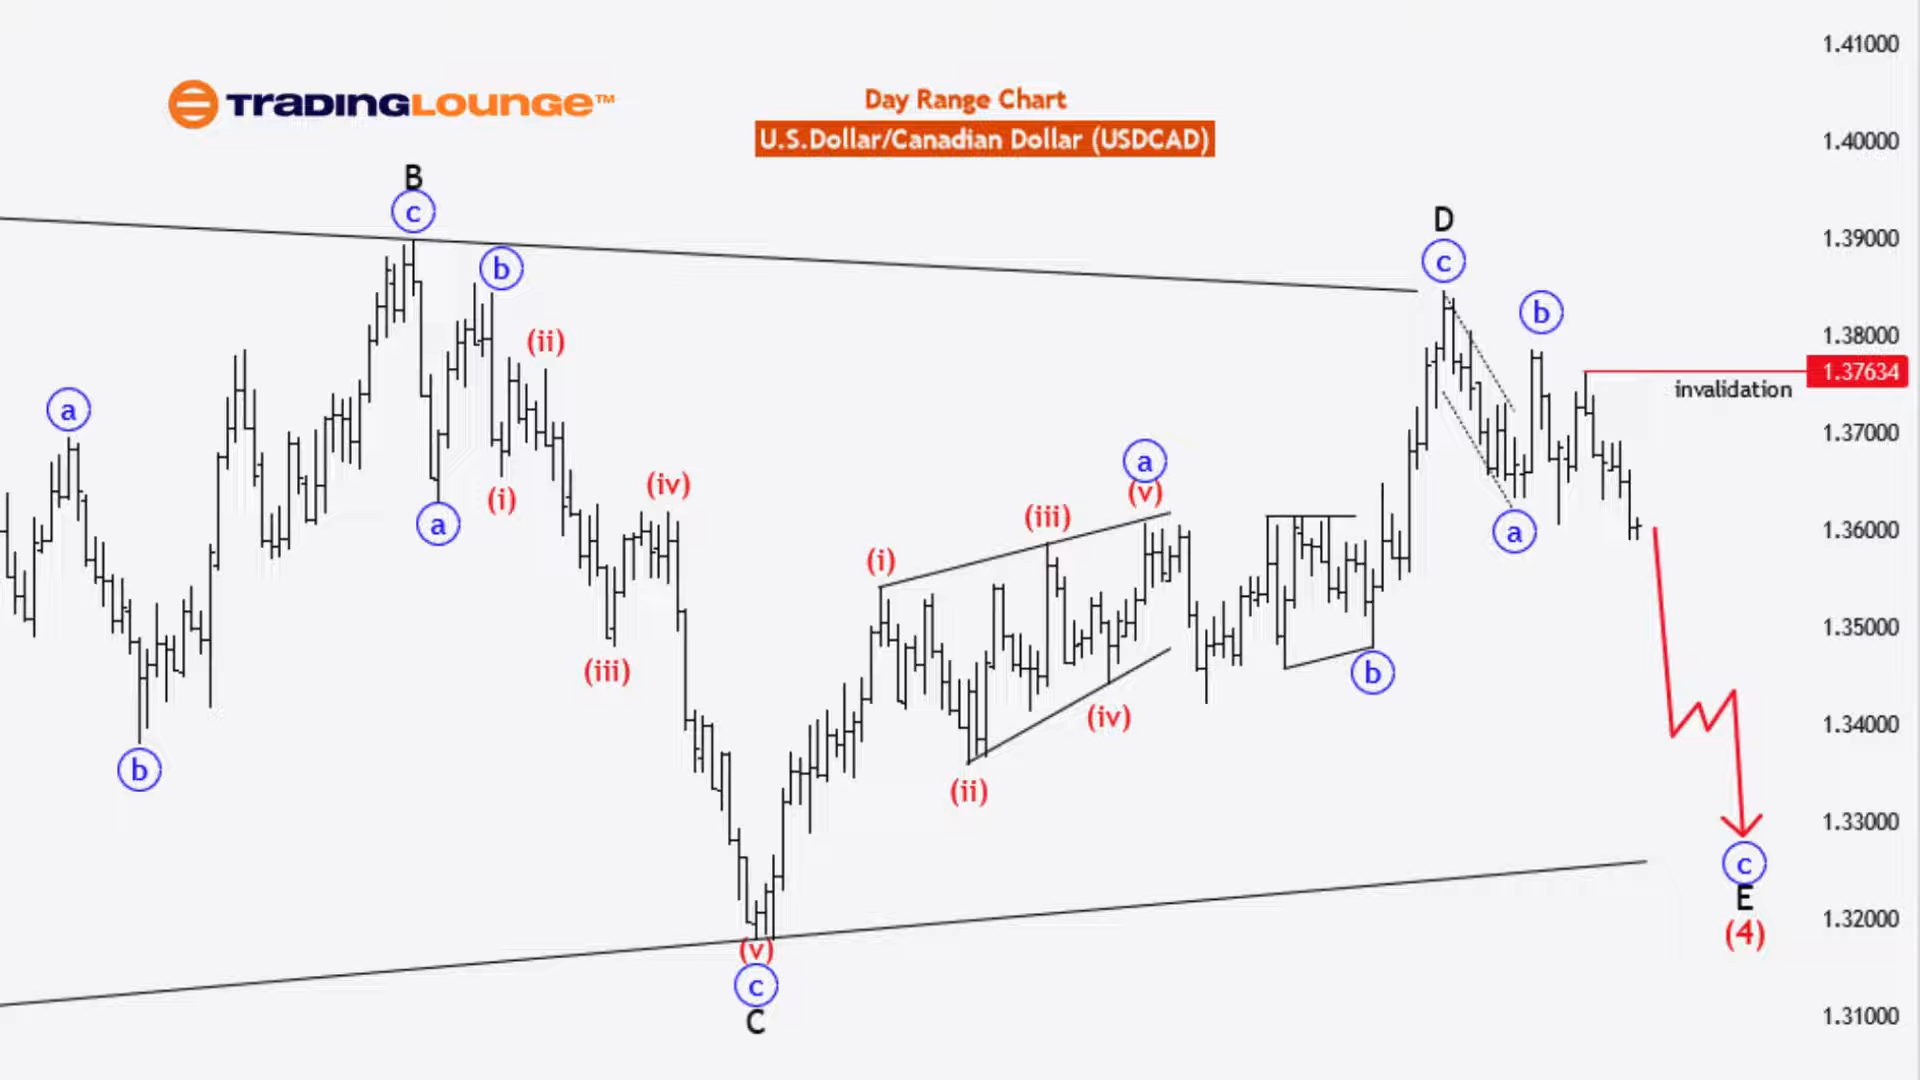 TRADINGLOUNGE™
Day Range Chart
U.S.Dollar/Canadian Dollar (USDCAD)
1.41000
1.40000
1.39000
1.38000
1.37634
invalidation
1.37000
1.36000
1.35000
1.34000
1.33000
1.32000
1.31000
a
b
B
c
a
b
(i)
(ii)
(iii)
(iv)
(v)
c
C
(i)
(ii)
(iii)
(iv)
a
(v)
b
D
c
a
b
c
E
(4)